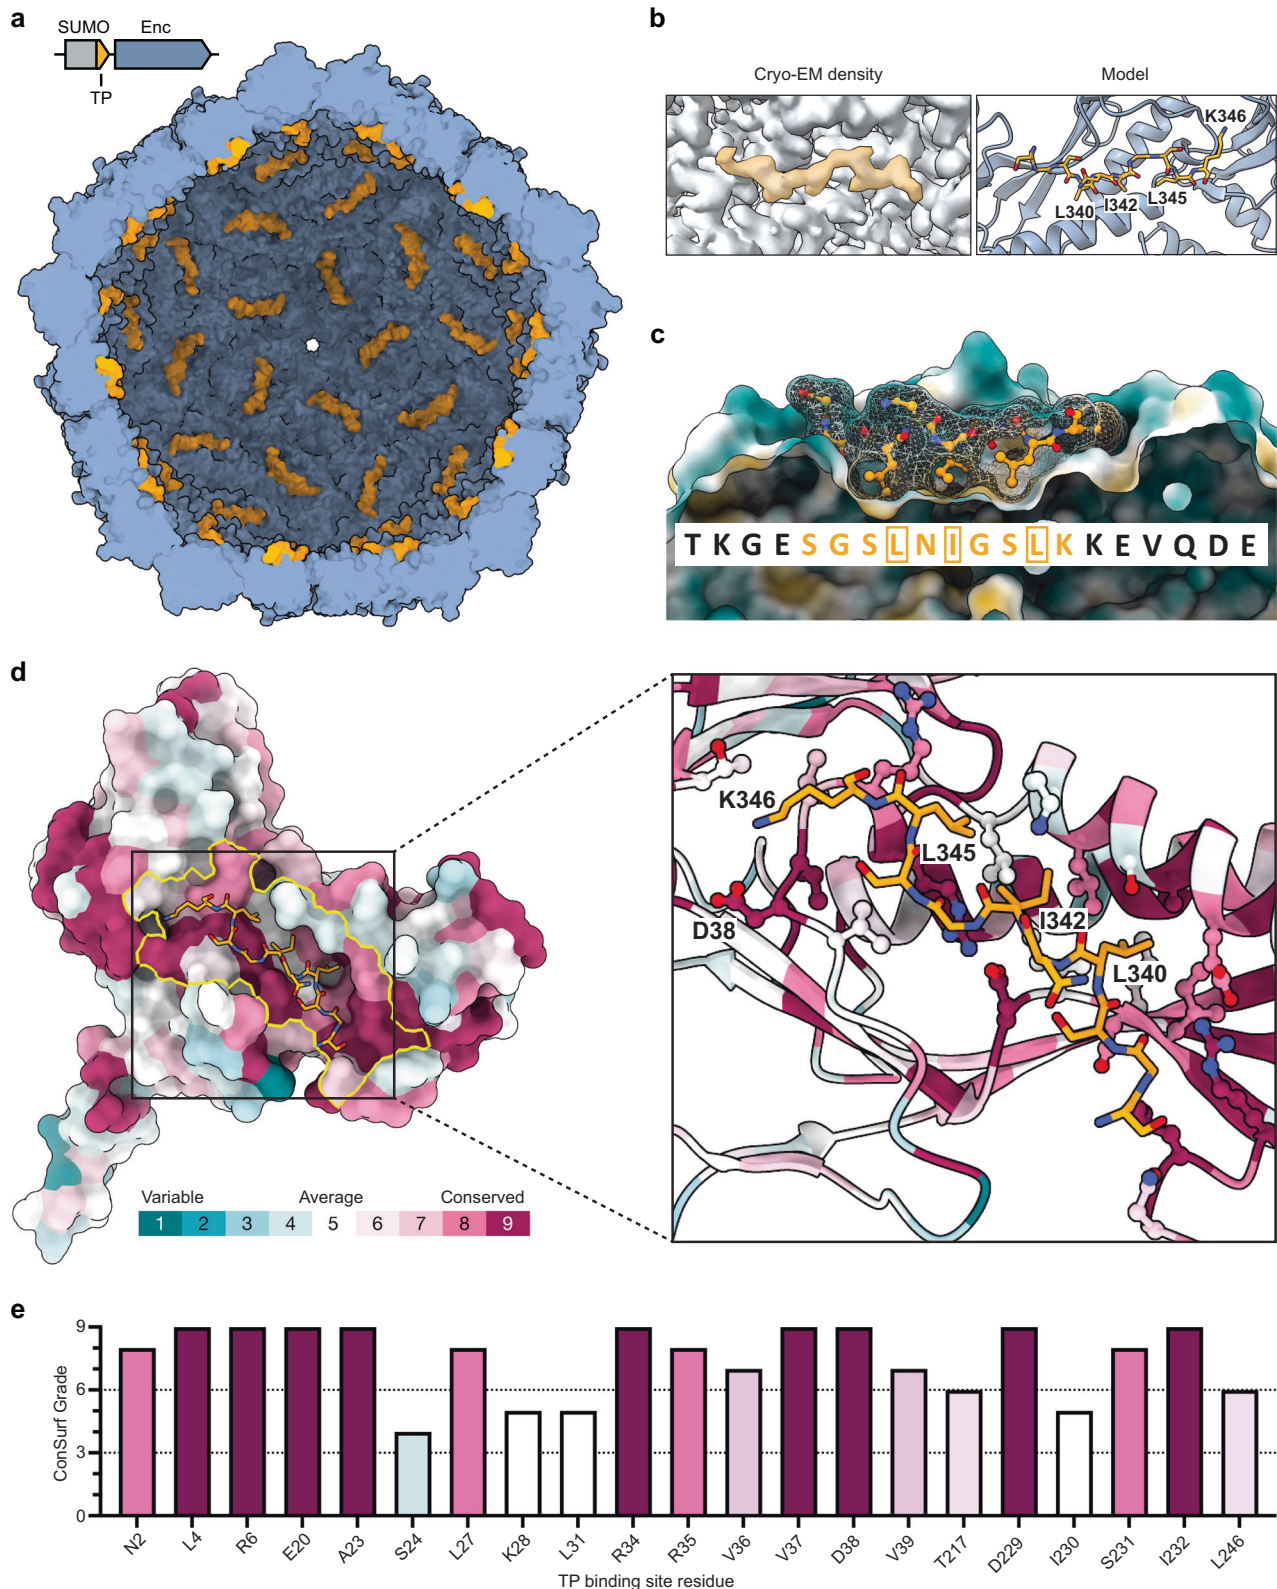 a
SUMO Enc
TP
b
Cryo-EM density
Model
K346
L340
I342
L345
c
T K G E S G S L N I G S L K K E V Q D E
d
K346
L345
D38
I342
L340
Variable Average Conserved
1 2 3 4 5 6 7 8 9
e
ConSurf Grade
9
6
3
0
N2 L4 R6 E20 A23 S24 L27 K28 L31 R34 R35 V36 V37 D38 V39 T217 D229 I230 S231 I232 L246
TP binding site residue